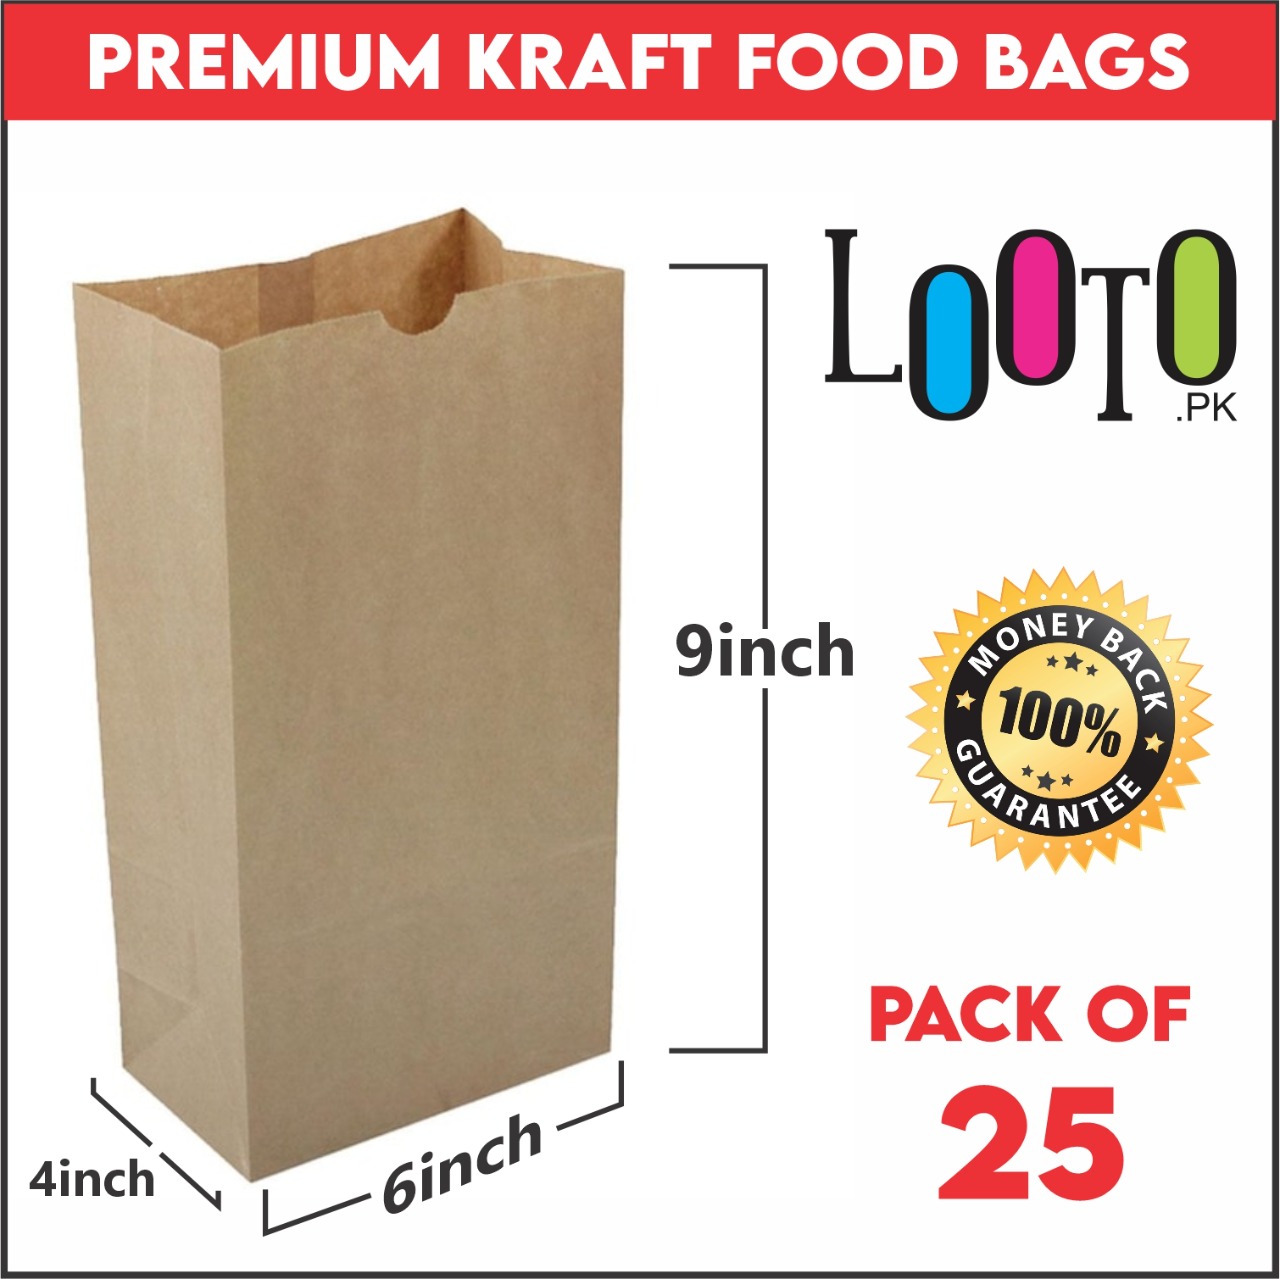 PREMIUM KRAFT FOOD BAGS
LOOTO
.PK
9inch
MONEY BACK
100%
GUARANTEE
PACK OF
25
4inch
6inch